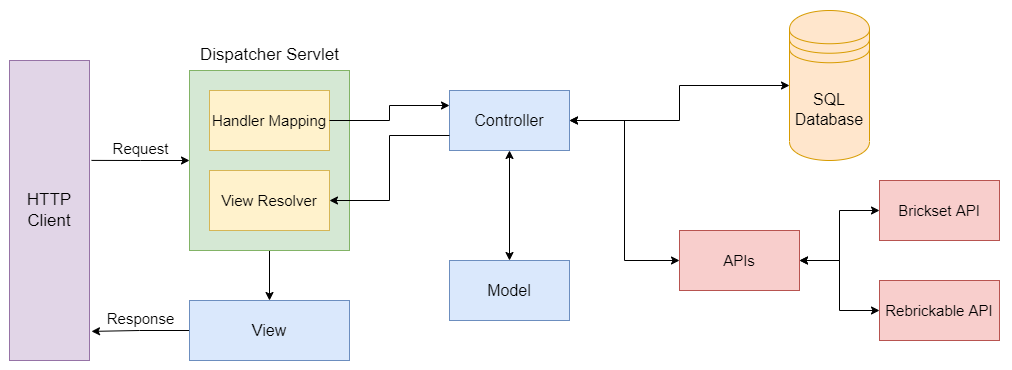 Dispatcher Servlet
HTTP
Client
Request
Handler Mapping
View Resolver
Controller
SQL
Database
Brickset API
APIs
Rebrickable API
Model
Response
View